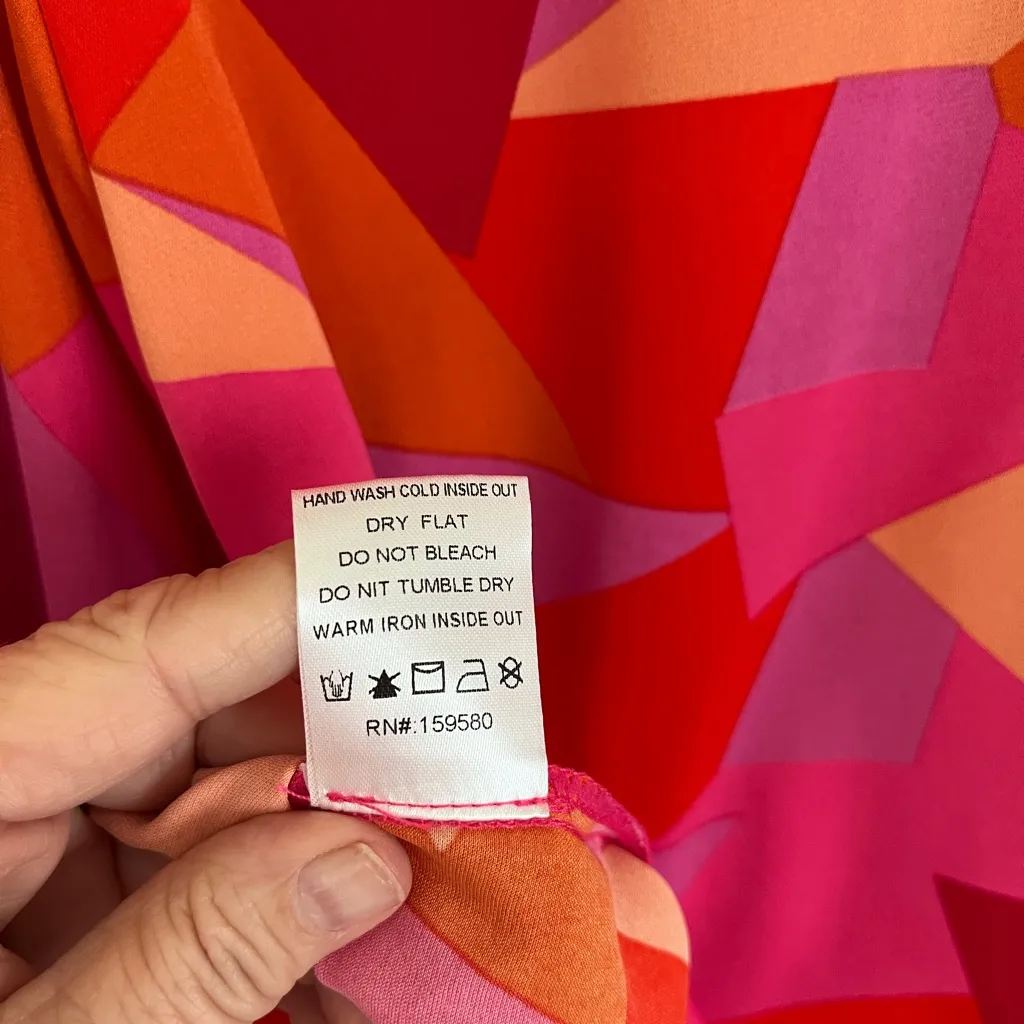 HAND WASH COLD INSIDE OUT
DRY FLAT
DO NOT BLEACH
DO NIT TUMBLE DRY
WARM IRON INSIDE OUT
RN#:159580